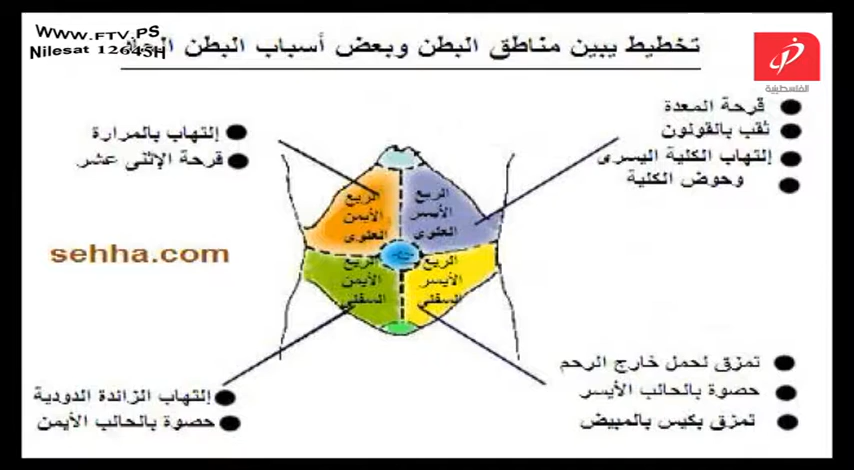 WWW.FTV.PS
Nilesat 12645H
تخطيط يبين مناطق البطن وبعض أسباب البطن
الفلسطينية
قرحة المعدة
ثقب بالقولون
إلتهاب الكلية اليسرى
وحوض الكلية
إلتهاب بالمرارة
قرحة الإثنى عشر
الربع
الأيمن
العلوى
الربع
الأيسر
العلوى
sehha.com
الربع
الأيمن
السفلي
الربع
الأيسر
السفلي
تمزق لحمل خارج الرحم
حصوة بالحالب الأيسر
تمزق بكيس بالمبيض
إلتهاب الزائدة الدودية
حصوة بالحالب الأيمن